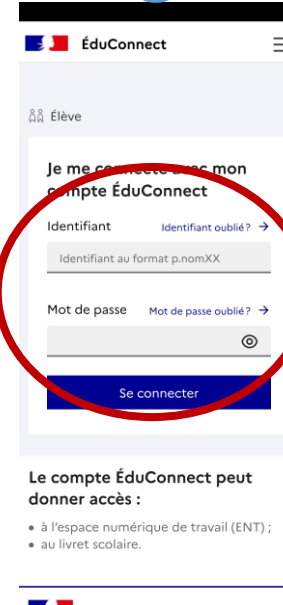 ÉduConnect
Élève
Je me connecte avec mon
compte ÉduConnect
Identifiant Identifiant oublié ? →
Identifiant au format p.nomXX
Mot de passe Mot de passe oublié ? →
Se connecter
Le compte ÉduConnect peut
donner accès :
• à l'espace numérique de travail (ENT) ;
• au livret scolaire.